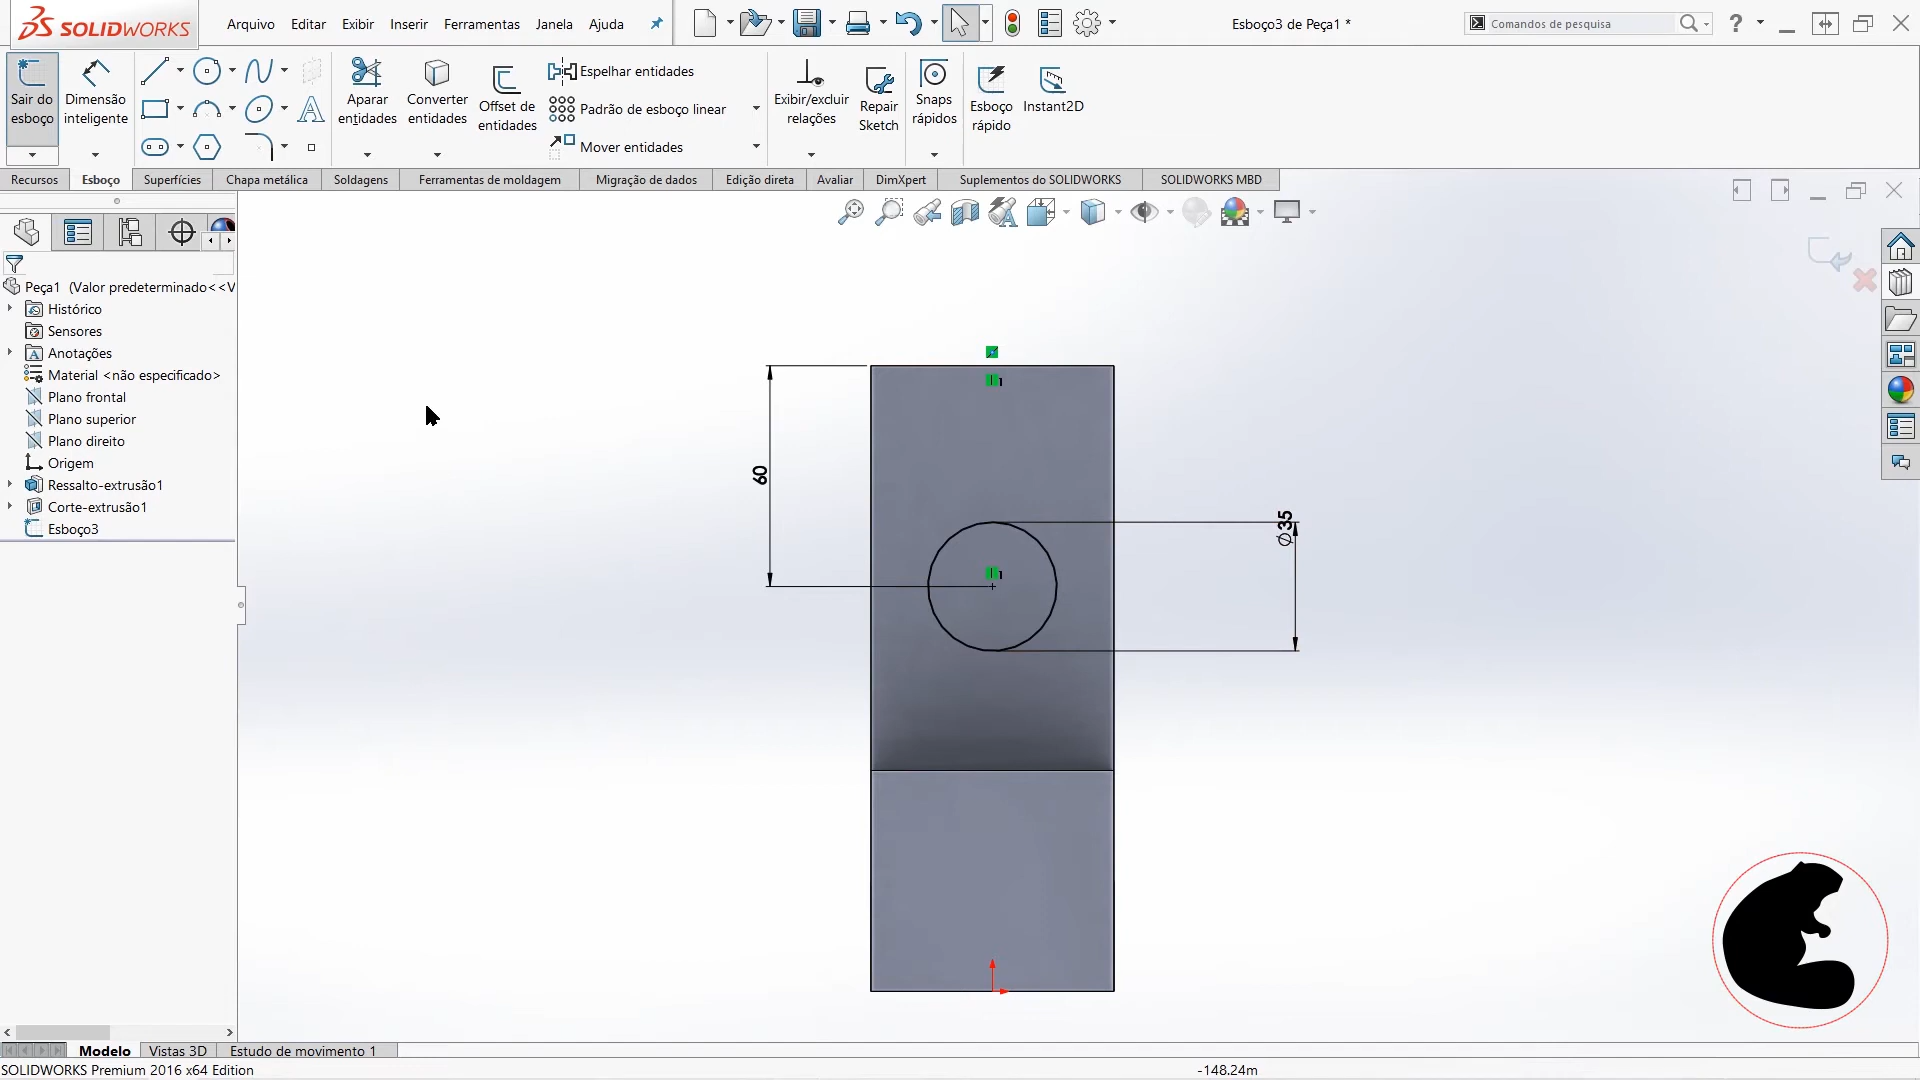 SOLIDWORKS
Arquivo
Editar
Exibir
Inserir
Ferramentas
Janela
Ajuda
Esboço3 de Peça1 *
Comandos de pesquisa
?
Sair do
esboço
Dimensão
inteligente
Aparar
entidades
Converter
entidades
Offset de
entidades
Espelhar entidades
Padrão de esboço linear
Mover entidades
Exibir/excluir
relações
Repair
Sketch
Snaps
rápidos
Esboço
rápido
Instant2D
Recursos
Esboço
Superfícies
Chapa metálica
Soldagens
Ferramentas de moldagem
Migração de dados
Edição direta
Avaliar
DimXpert
Suplementos do SOLIDWORKS
SOLIDWORKS MBD
Peça1 (Valor predeterminado<<V
Histórico
Sensores
Anotações
Material <não especificado>
Plano frontal
Plano superior
Plano direito
Origem
Ressalto-extrusão1
Corte-extrusão1
Esboço3
1
60
∅35
1
Modelo
Vistas 3D
Estudo de movimento 1
SOLIDWORKS Premium 2016 x64 Edition
-148.24m